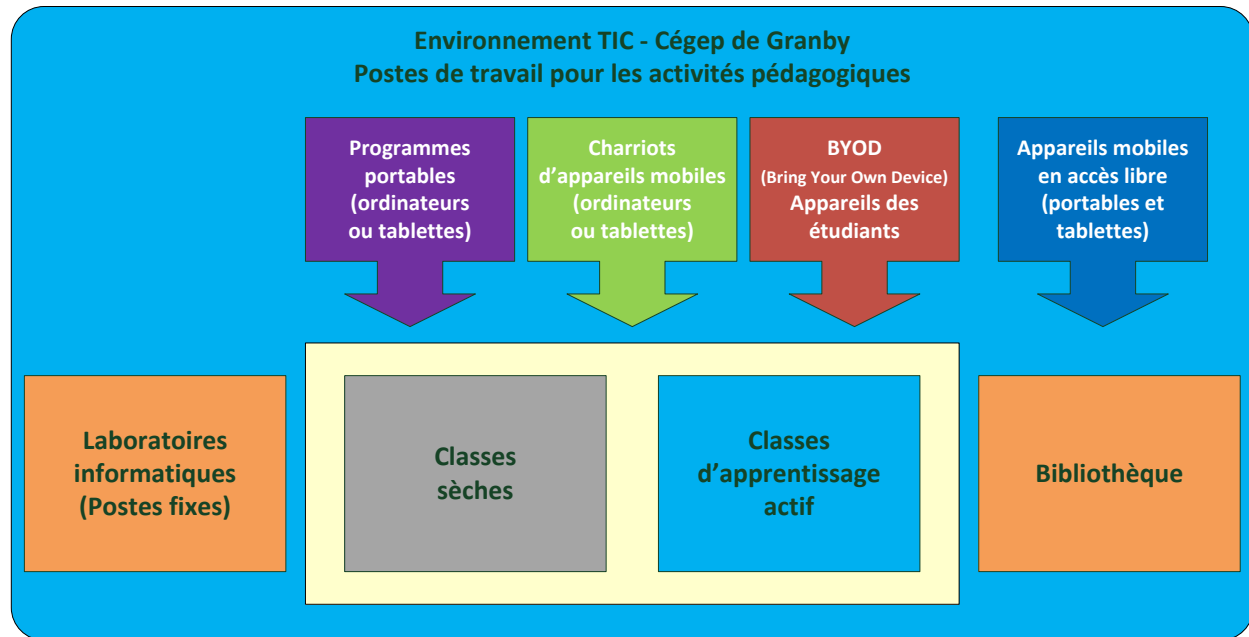 Environnement TIC - Cégep de Granby
Postes de travail pour les activités pédagogiques
Programmes
portables
(ordinateurs
ou tablettes)
Charriots
d’appareils mobiles
(ordinateurs
ou tablettes)
BYOD
(Bring Your Own Device)
Appareils des
étudiants
Appareils mobiles
en accès libre
(portables et
tablettes)
Laboratoires
informatiques
(Postes fixes)
Classes
sèches
Classes
d’apprentissage
actif
Bibliothèque